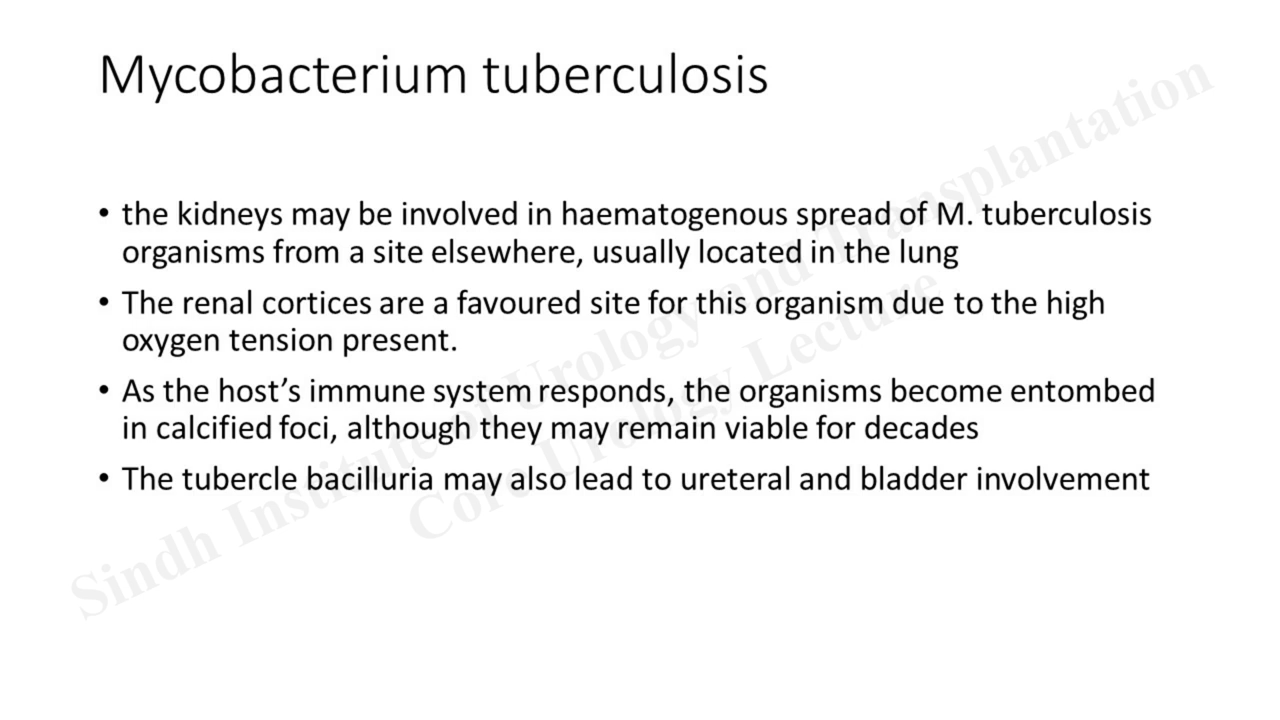 Mycobacterium tuberculosis
• the kidneys may be involved in haematogenous spread of M. tuberculosis
organisms from a site elsewhere, usually located in the lung
• The renal cortices are a favoured site for this organism due to the high
oxygen tension present.
• As the host’s immune system responds, the organisms become entombed
in calcified foci, although they may remain viable for decades
• The tubercle bacilluria may also lead to ureteral and bladder involvement
Sindh Institute of Urology and Transplantation
Core Urology Lecture